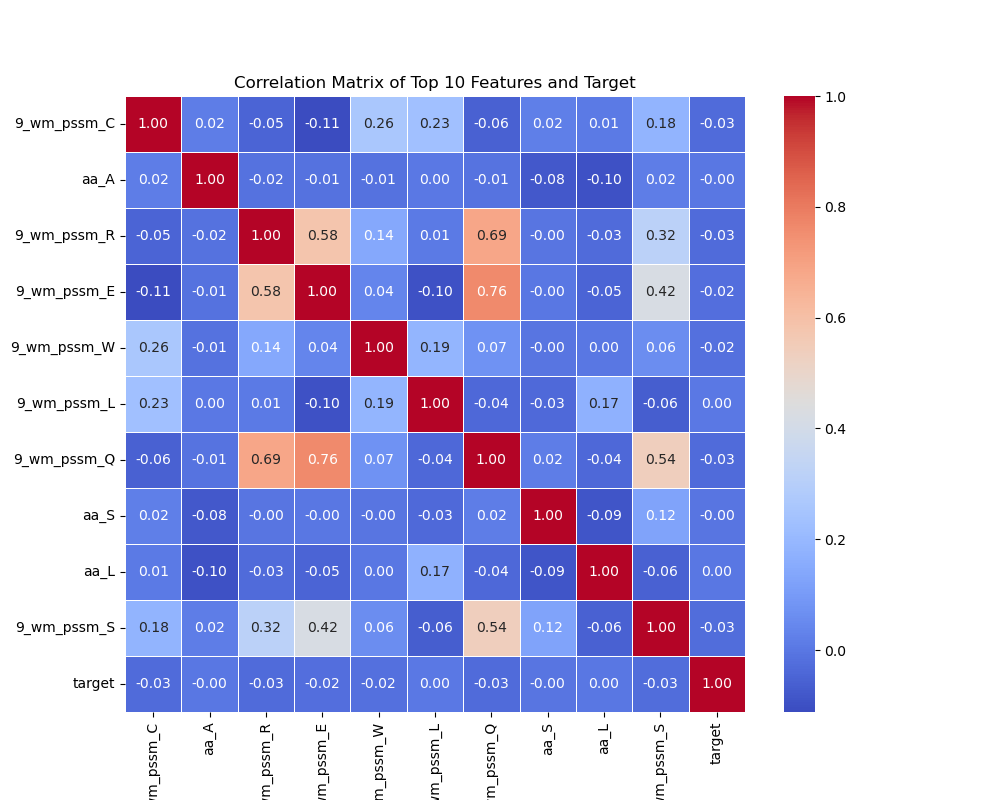 Correlation Matrix of Top 10 Features and Target
9_wm_pssm_C 1.00 0.02 -0.05 -0.11 0.26 0.23 -0.06 0.02 0.01 0.18 -0.03
aa_A 0.02 1.00 -0.02 -0.01 -0.01 0.00 -0.01 -0.08 -0.10 0.02 -0.00
9_wm_pssm_R -0.05 -0.02 1.00 0.58 0.14 0.01 0.69 -0.00 -0.03 0.32 -0.03
9_wm_pssm_E -0.11 -0.01 0.58 1.00 0.04 -0.10 0.76 -0.00 -0.05 0.42 -0.02
9_wm_pssm_W 0.26 -0.01 0.14 0.04 1.00 0.19 0.07 -0.00 0.00 0.06 -0.02
9_wm_pssm_L 0.23 0.00 0.01 -0.10 0.19 1.00 -0.04 -0.03 0.17 -0.06 0.00
9_wm_pssm_Q -0.06 -0.01 0.69 0.76 0.07 -0.04 1.00 0.02 -0.04 0.54 -0.03
aa_S 0.02 -0.08 -0.00 -0.00 -0.00 -0.03 0.02 1.00 -0.09 0.12 -0.00
aa_L 0.01 -0.10 -0.03 -0.05 0.00 0.17 -0.04 -0.09 1.00 -0.06 0.00
9_wm_pssm_S 0.18 0.02 0.32 0.42 0.06 -0.06 0.54 0.12 -0.06 1.00 -0.03
target -0.03 -0.00 -0.03 -0.02 -0.02 0.00 -0.03 -0.00 0.00 -0.03 1.00
wm_pssm_C
aa_A
wm_pssm_R
wm_pssm_E
wm_pssm_W
wm_pssm_L
wm_pssm_Q
aa_S
aa_L
wm_pssm_S
target
1.0
0.8
0.6
0.4
0.2
0.0